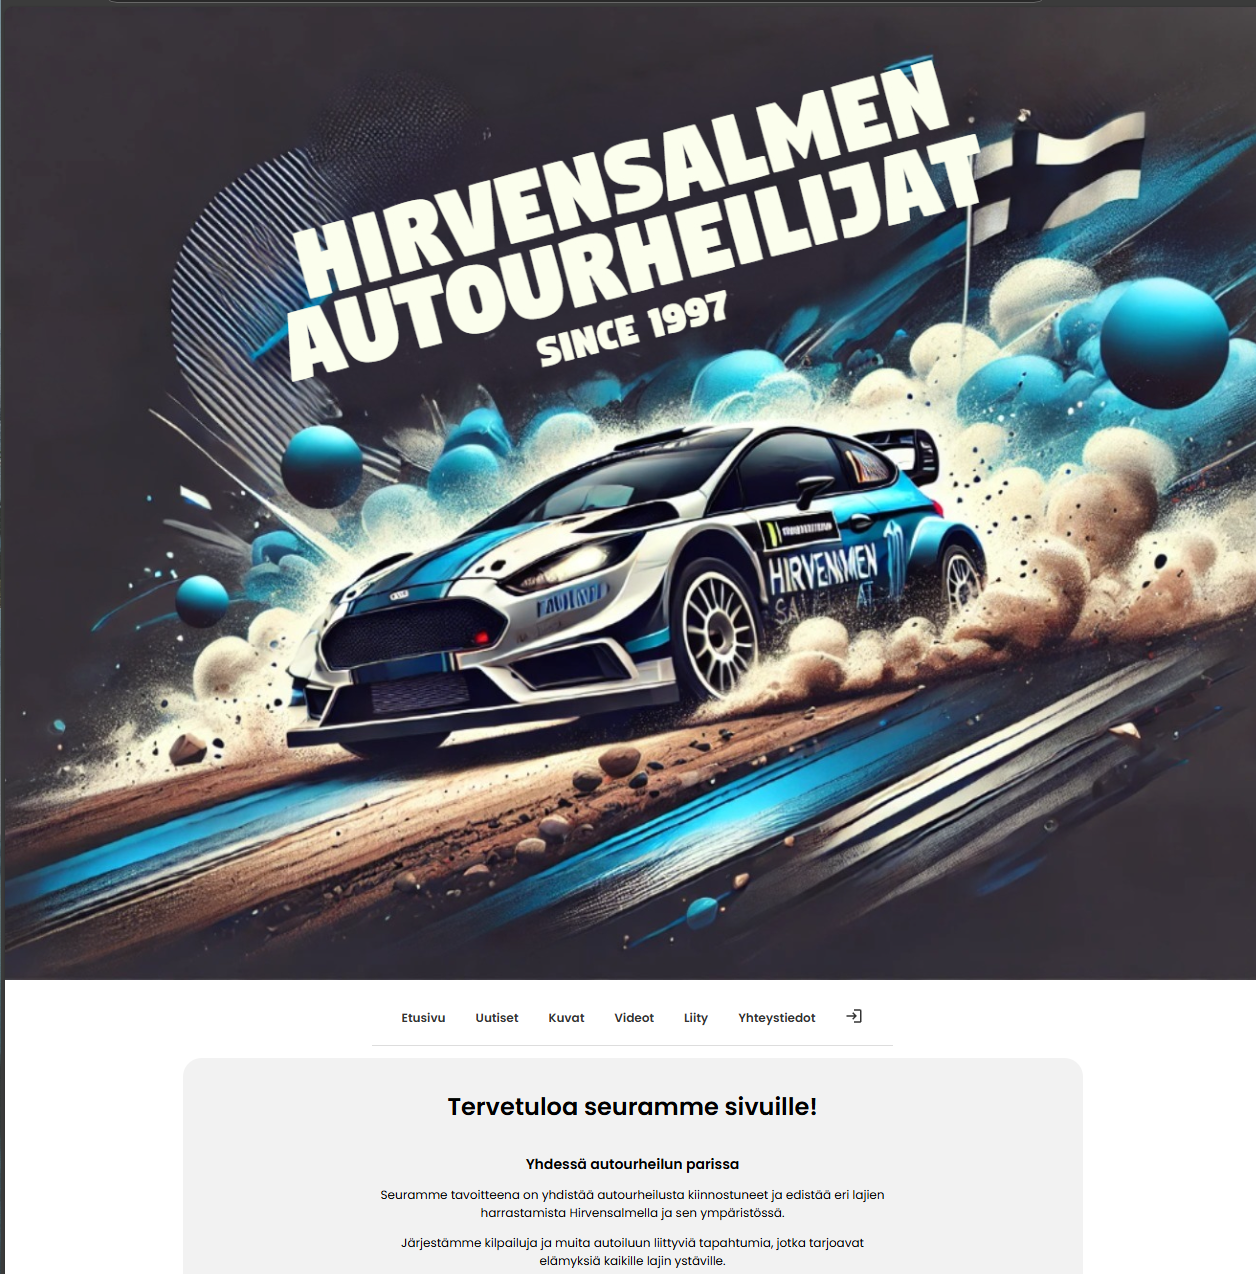 HIRVENSALMEN
AUTOURHEILIJAT
SINCE 1997
Etusivu Uutiset Kuvat Videot Liity Yhteystiedot
Tervetuloa seuramme sivuille!
Yhdessä autourheilun parissa
Seuramme tavoitteena on yhdistää autourheilusta kiinnostuneet ja edistää eri lajien
harrastamista Hirvensalmella ja sen ympäristössä.
Järjestämme kilpailuja ja muita autoiluun liittyviä tapahtumia, jotka tarjoavat
elämyksiä kaikille lajin ystäville.